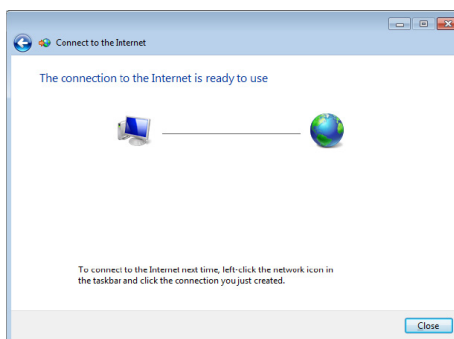 Connect to the Internet
The connection to the Internet is ready to use
To connect to the Internet next time, left-click the network icon in
the taskbar and click the connection you just created.
Close